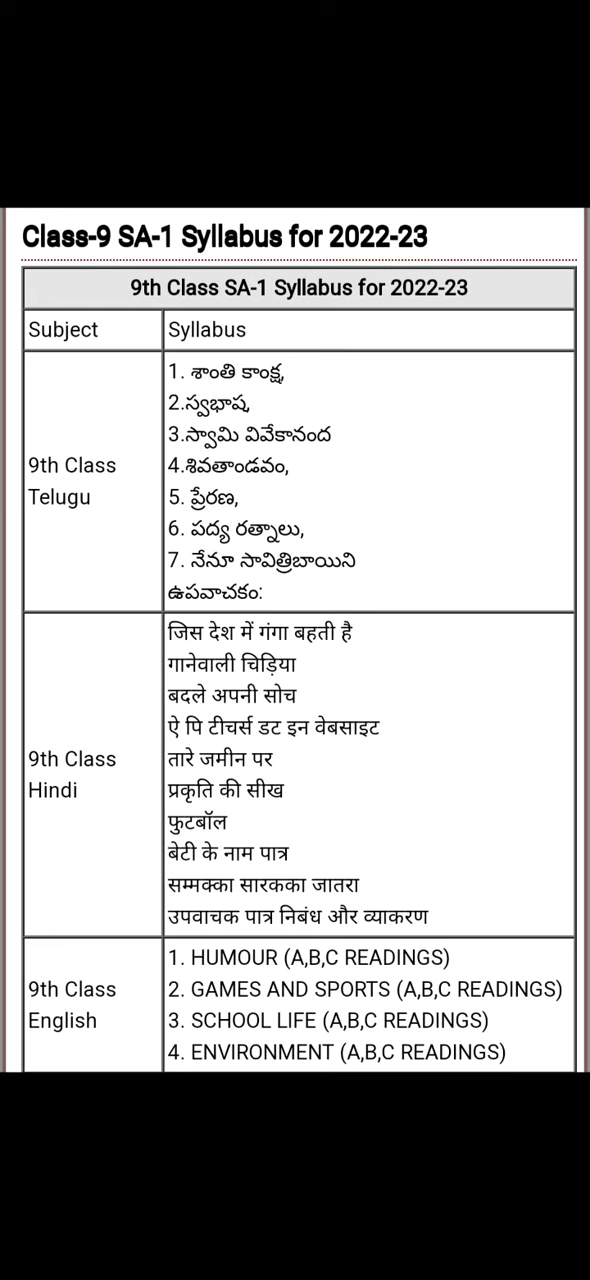 Class-9 SA-1 Syllabus for 2022-23
9th Class SA-1 Syllabus for 2022-23
Subject
Syllabus
9th Class
Telugu
1. శాంతి కాంక్ష,
2.స్వభాష,
3.స్వామి వివేకానంద
4.శివతాండవం,
5. ప్రేరణ,
6. పద్య రత్నాలు,
7. నేనూ సావిత్రిబాయిని
ఉపవాచకం:
9th Class
Hindi
जिस देश में गंगा बहती है
गानेवाली चिड़िया
बदले अपनी सोच
ऐ पि टीचर्स डट इन वेबसाइट
तारे जमीन पर
प्रकृति की सीख
फुटबॉल
बेटी के नाम पात्र
सम्मक्का सारकका जातरा
उपवाचक पात्र निबंध और व्याकरण
9th Class
English
1. HUMOUR (A,B,C READINGS)
2. GAMES AND SPORTS (A,B,C READINGS)
3. SCHOOL LIFE (A,B,C READINGS)
4. ENVIRONMENT (A,B,C READINGS)